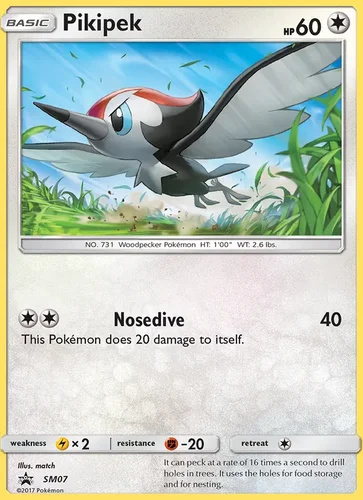 BASIC Pikipek HP60
NO. 731 Woodpecker Pokémon HT: 1'00" WT: 2.6 lbs.
Nosedive 40
This Pokémon does 20 damage to itself.
weakness ×2 resistance -20 retreat
Illus. match
SM07
©2017 Pokémon
It can peck at a rate of 16 times a second to drill
holes in trees. It uses the holes for food storage
and for nesting.